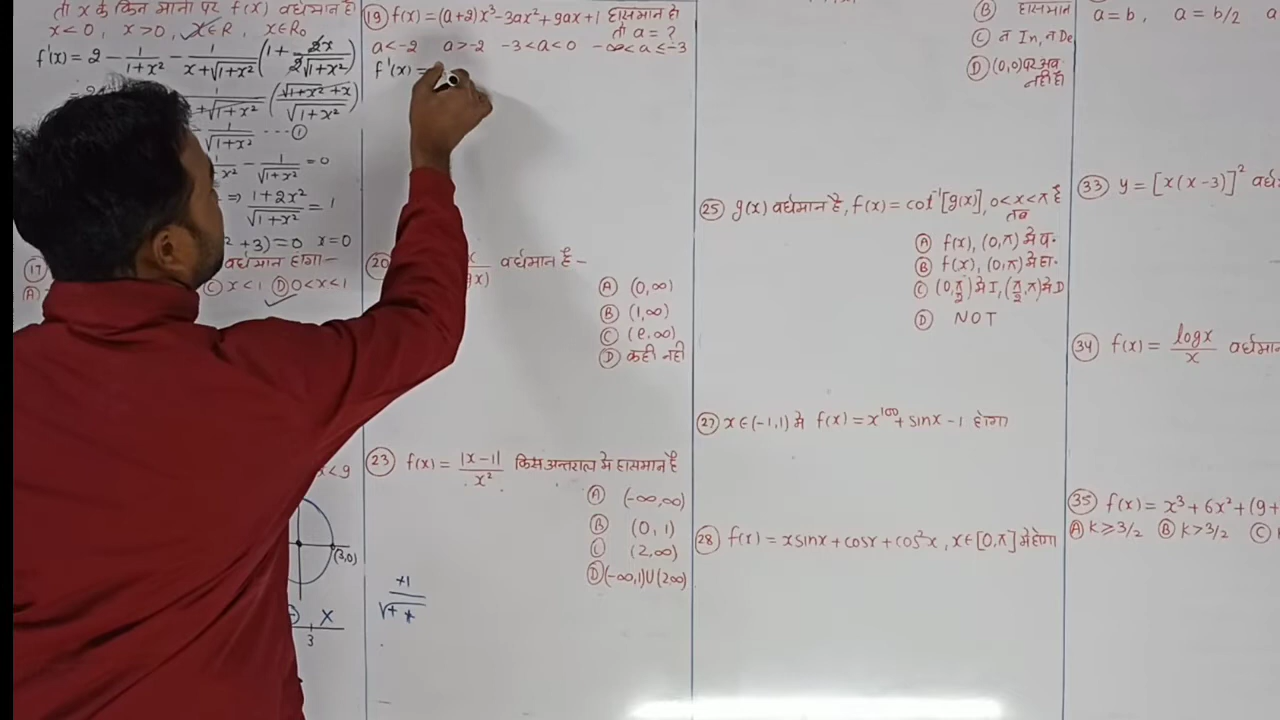 तो x के किन मानो पर f(x) वर्धमान है
x<0, x>0, x∈R, x∈R₀
f'(x) = 2 - 1/(1+x²) - 1/(x+√(1+x²)) (1 + 2x/(2√(1+x²)))
(√(1+x²)+x)/√(1+x²)
1/√(1+x²) ---①
- 1/√(1+x²) = 0
⇒ (1+2x²)/√(1+x²) = 1
²+3)=0 x=0
⑰ वर्धमान होगा-
Ⓐ Ⓒ x<1 Ⓓ 0<x<1
x<9
(3,0)
x
3
⑲ f(x) = (a+2)x³-3ax²+9ax+1 हासमान हो
तो a = ?
a<-2 a>-2 -3<a<0 -∞<a<-3
f'(x) =
⑳ वर्धमान है-
Ⓐ (0,∞)
Ⓑ (1,∞)
Ⓒ (e,∞)
Ⓓ कही नही
㉓ f(x) = |x-1|/x² किस अन्तराल मे हासमान है
Ⓐ (-∞,∞)
Ⓑ (0,1)
Ⓒ (2,∞)
Ⓓ (-∞,1)∪(2∞)
Ⓑ हासमान
Ⓒ न In, न De
Ⓓ (0,0) पर अव.
नही है
㉕ g(x) वर्धमान है, f(x) = cot⁻¹[g(x)], 0<x<π है
तब
Ⓐ f(x), (0,π) मे व.
Ⓑ f(x), (0,π) मे हा.
Ⓒ (0,π/2) मे I, (π/2,π) मे D
Ⓓ NOT
㉗ x∈(-1,1) मे f(x) = x¹⁰⁰+sinx-1 होगा
㉘ f(x) = xsinx+cosx+cos²x, x∈[0,π] मे होगा
a=b, a=b/2 a
㉝ y = [x(x-3)]² वर्ध
㉞ f(x) = logx/x वर्धमान
㉟ f(x) = x³+6x²+(9+
Ⓐ K≥3/2 Ⓑ K>3/2 Ⓒ